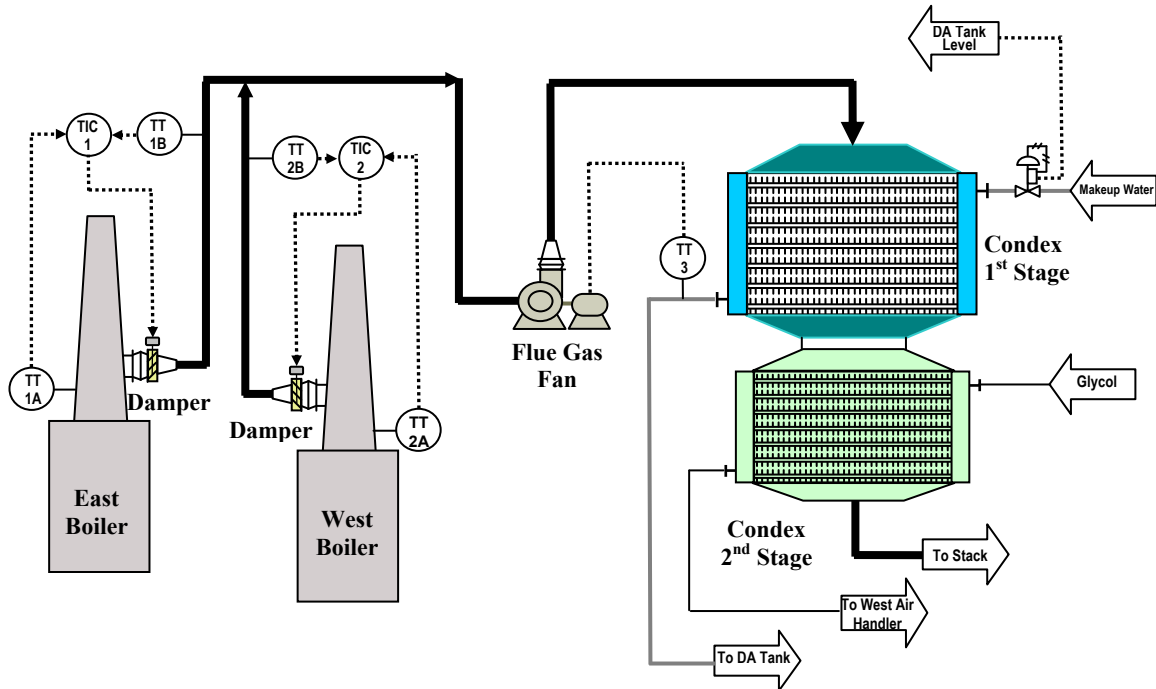 DA Tank
Level
TIC
1
TT
1B
TT
2B
TIC
2
TT
3
Makeup Water
Condex
1st Stage
Flue Gas
Fan
TT
1A
Damper
Damper
TT
2A
Glycol
East
Boiler
West
Boiler
Condex
2nd Stage
To Stack
To West Air
Handler
To DA Tank